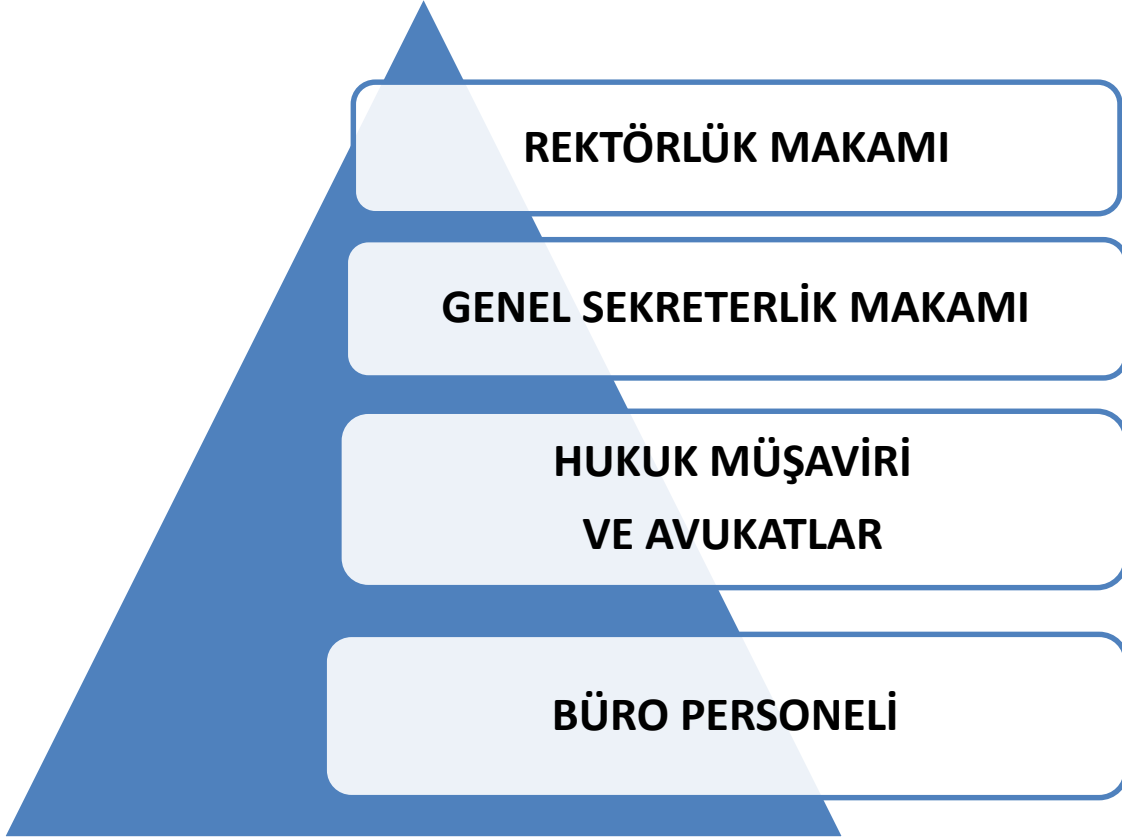 REKTÖRLÜK MAKAMI
GENEL SEKRETERLİK MAKAMI
HUKUK MÜŞAVİRİ
VE AVUKATLAR
BÜRO PERSONELİ